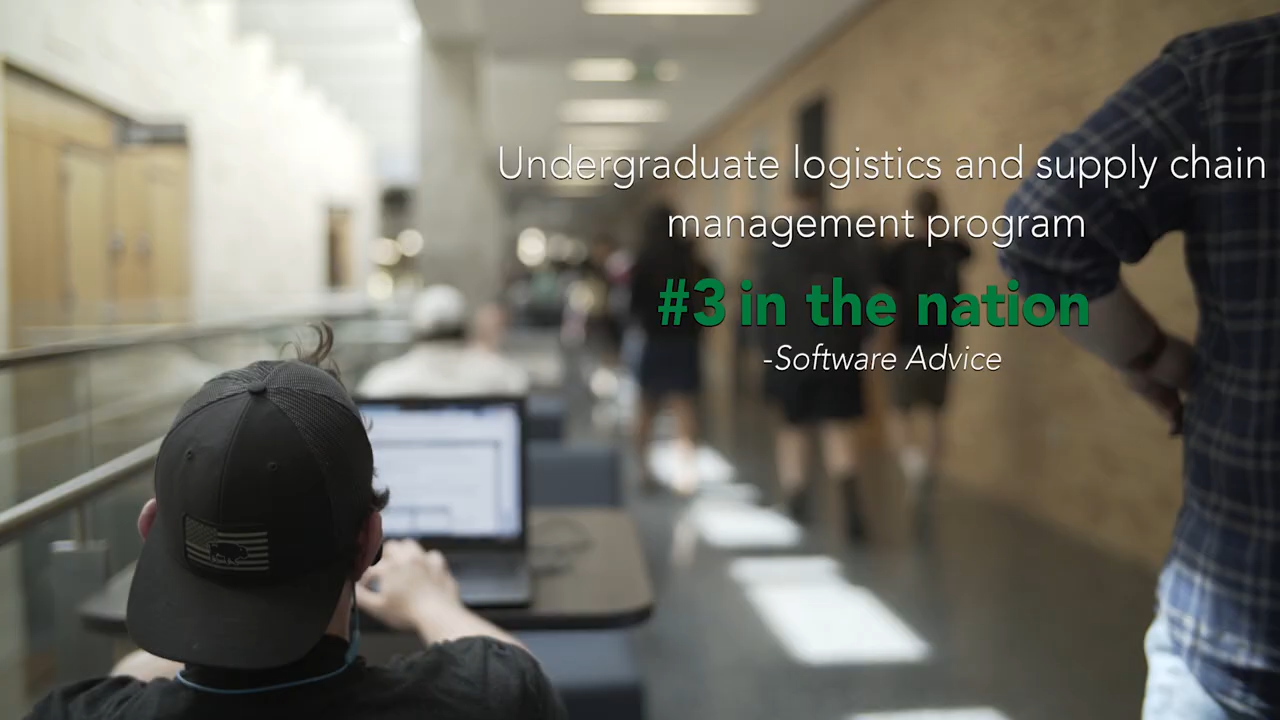 Undergraduate logistics and supply chain
management program
#3 in the nation
-Software Advice